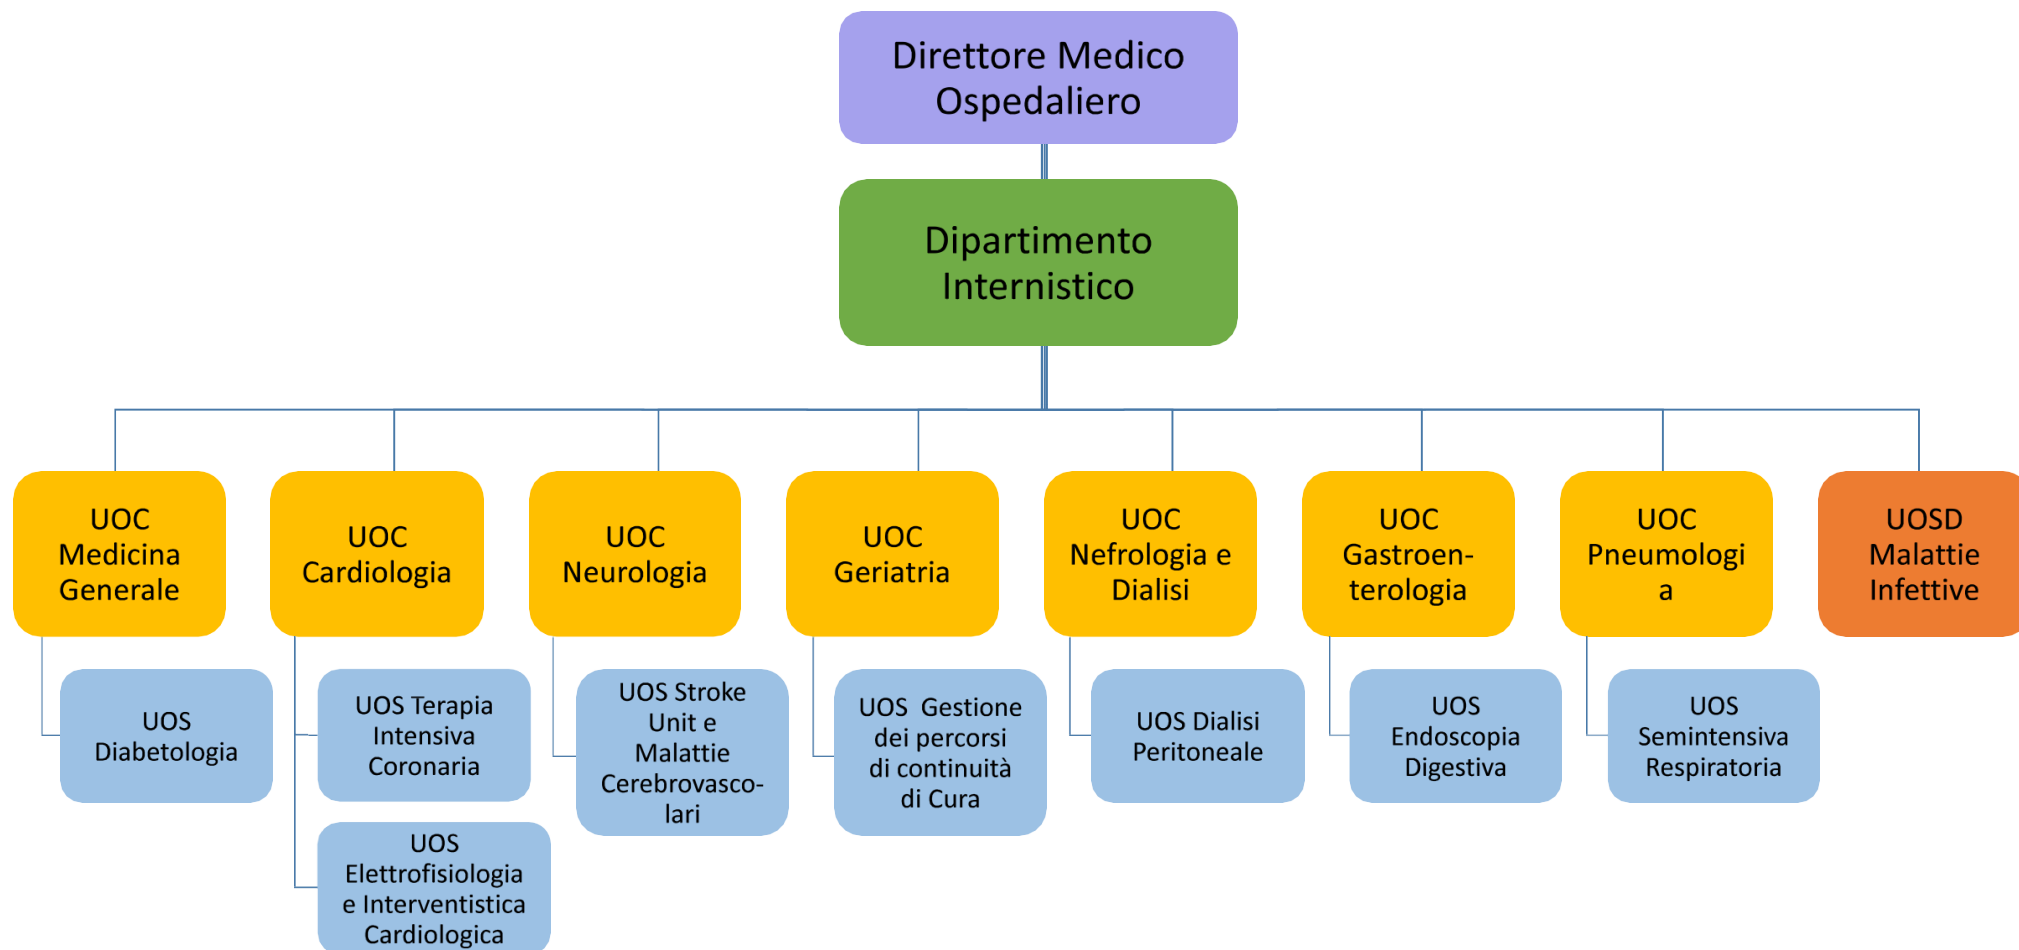 Direttore Medico
Ospedaliero
Dipartimento
Internistico
UOC
Medicina
Generale
UOC
Cardiologia
UOC
Neurologia
UOC
Geriatria
UOC
Nefrologia e
Dialisi
UOC
Gastroen-
terologia
UOC
Pneumologi
a
UOSD
Malattie
Infettive
UOS
Diabetologia
UOS Terapia
Intensiva
Coronaria
UOS Stroke
Unit e
Malattie
Cerebrovasco-
lari
UOS  Gestione
dei percorsi
di continuità
di Cura
UOS Dialisi
Peritoneale
UOS
Endoscopia
Digestiva
UOS
Semintensiva
Respiratoria
UOS
Elettrofisiologia
e Interventistica
Cardiologica